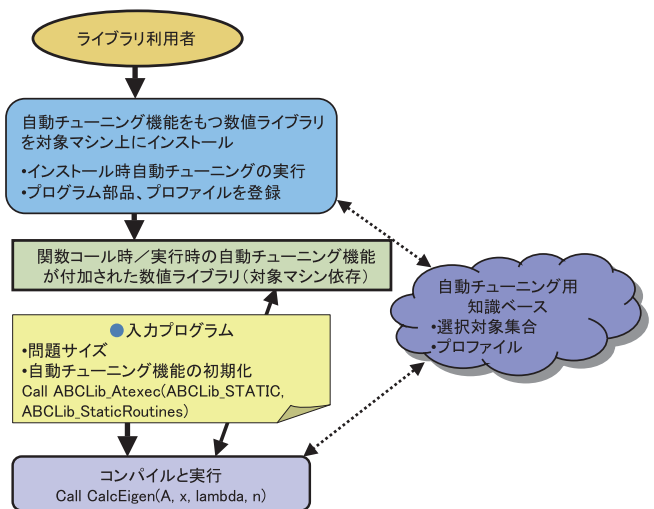 ライブラリ利用者
自動チューニング機能をもつ数値ライブラリ
を対象マシン上にインストール
•インストール時自動チューニングの実行
•プログラム部品、プロファイルを登録
関数コール時／実行時の自動チューニング機能
が付加された数値ライブラリ（対象マシン依存）
自動チューニング用
知識ベース
•選択対象集合
•プロファイル
●入力プログラム
•問題サイズ
•自動チューニング機能の初期化
Call ABCLib_Atexec(ABCLib_STATIC,
ABCLib_StaticRoutines)
コンパイルと実行
Call CalcEigen(A, x, lambda, n)